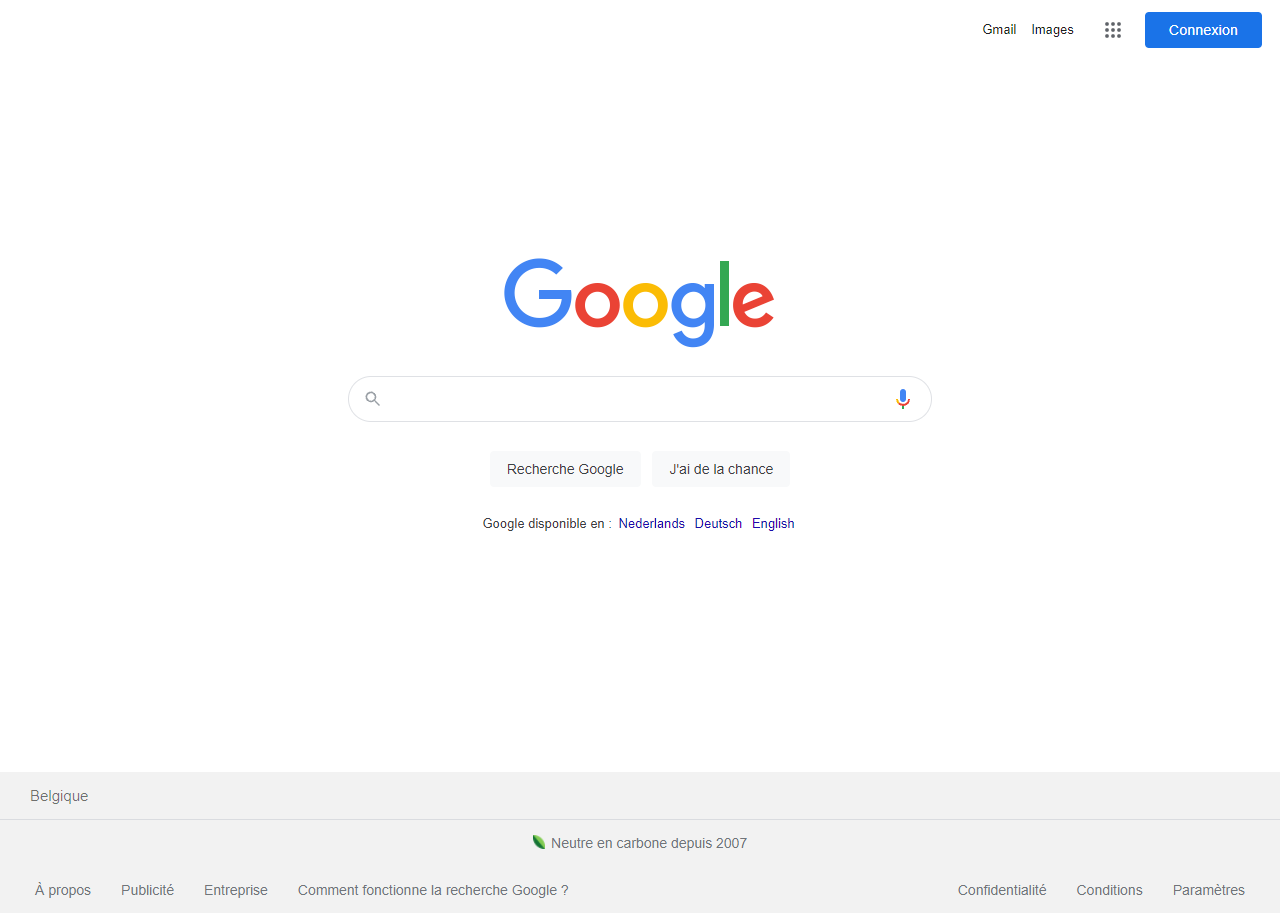 Gmail Images Connexion
Google
Recherche Google J'ai de la chance
Google disponible en : Nederlands Deutsch English
Belgique
Neutre en carbone depuis 2007
À propos Publicité Entreprise Comment fonctionne la recherche Google ? Confidentialité Conditions Paramètres